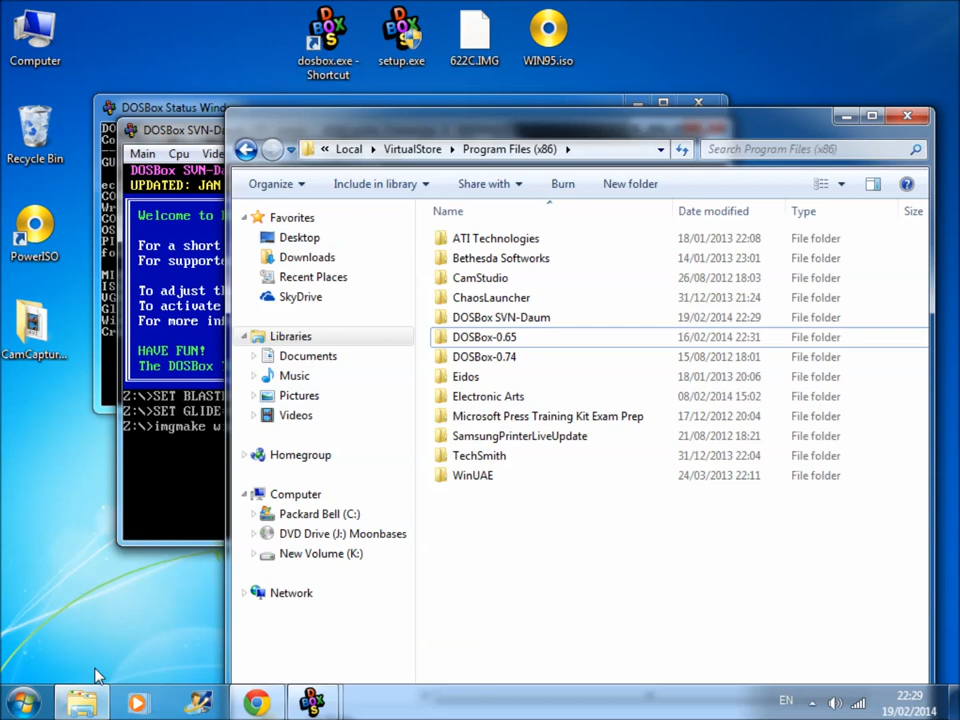 Computer
dosbox.exe -
Shortcut
setup.exe
622C.IMG
WIN95.iso
Recycle Bin
PowerISO
CamCaptur...
DOSBox Status Wind
DOSBox SVN-Da
Main Cpu Vide
DOSBox SVN-D
UPDATED: JAN
Welcome to
For a short
For supporte
To adjust th
To activate
For more in
HAVE FUN!
The DOSBox
Z:\>SET BLAST
Z:\>SET GLIDE
Z:\>imgmake w
« Local VirtualStore Program Files (x86)
Search Program Files (x86)
Organize Include in library Share with Burn New folder
Favorites
Desktop
Downloads
Recent Places
SkyDrive
Libraries
Documents
Music
Pictures
Videos
Homegroup
Computer
Packard Bell (C:)
DVD Drive (J:) Moonbases
New Volume (K:)
Network
Name Date modified Type Size
ATI Technologies 18/01/2013 22:08 File folder
Bethesda Softworks 14/01/2013 23:01 File folder
CamStudio 26/08/2012 18:03 File folder
ChaosLauncher 31/12/2013 21:24 File folder
DOSBox SVN-Daum 19/02/2014 22:29 File folder
DOSBox-0.65 16/02/2014 22:31 File folder
DOSBox-0.74 15/08/2012 18:01 File folder
Eidos 18/01/2013 20:06 File folder
Electronic Arts 08/02/2014 15:02 File folder
Microsoft Press Training Kit Exam Prep 17/12/2012 20:04 File folder
SamsungPrinterLiveUpdate 21/08/2012 18:21 File folder
TechSmith 31/12/2013 22:04 File folder
WinUAE 24/03/2013 22:11 File folder
EN
22:29
19/02/2014